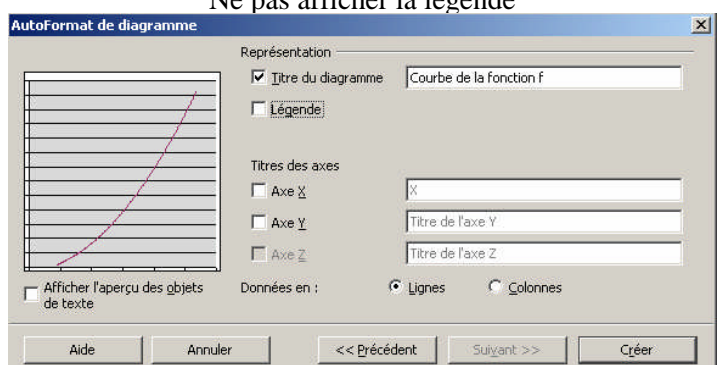 Ne pas afficher la légende
AutoFormat de diagramme
Représentation
Titre du diagramme
Courbe de la fonction f
Légende
Titres des axes
Axe X
X
Axe Y
Titre de l'axe Y
Axe Z
Titre de l'axe Z
Afficher l'aperçu des objets
de texte
Données en :
Lignes
Colonnes
Aide
Annuler
<< Précédent
Suivant >>
Créer